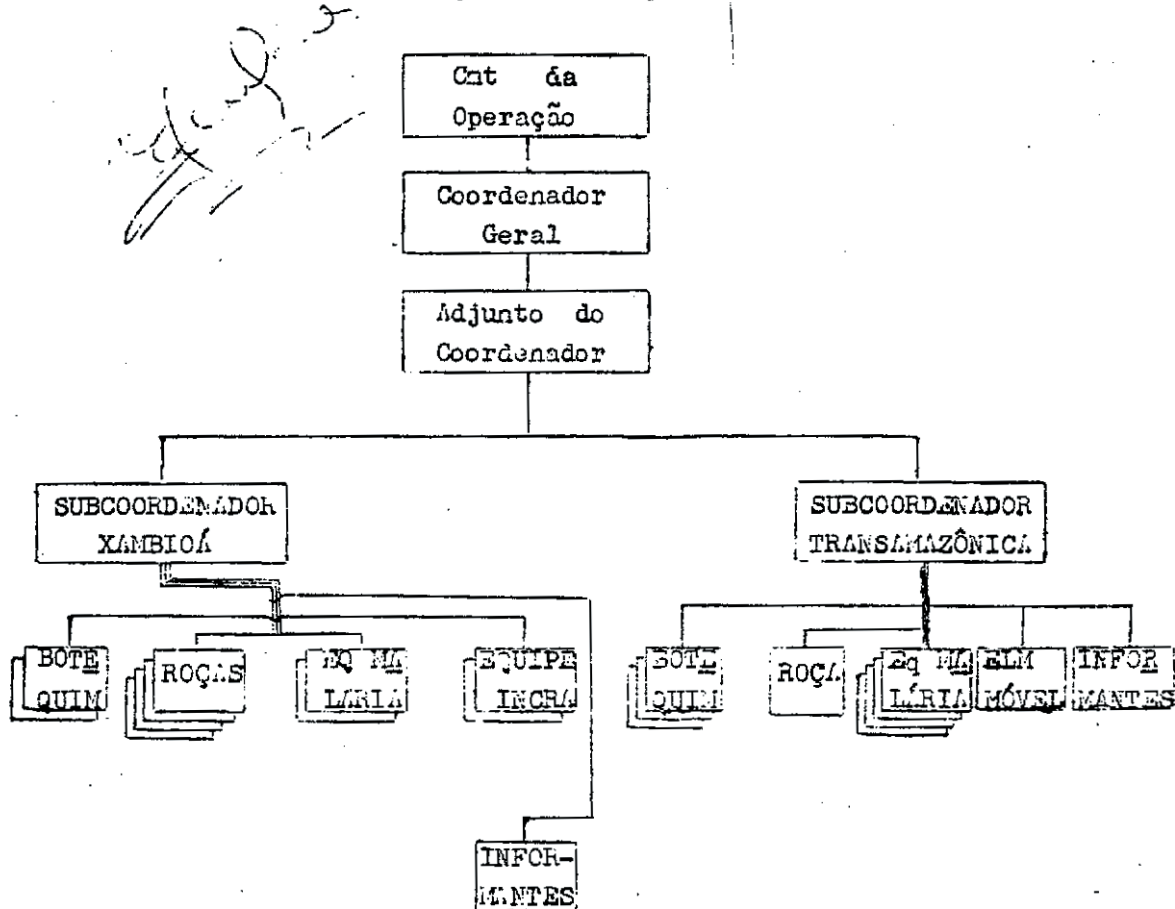 Cmt da
Operação
Coordenador
Geral
Adjunto do
Coordenador
SUBCOORDENADOR
XAMBIOÁ
SUBCOORDENADOR
TRANSAMAZÔNICA
BOTE
QUIM
ROÇAS
EQ MA
LARIA
EQUIPE
INCRA
BOTE
QUIM
ROÇA
Eq MA
LÁRIA
ELM
MÓVEL
INFOR
MANTES
INFOR-
MANTES